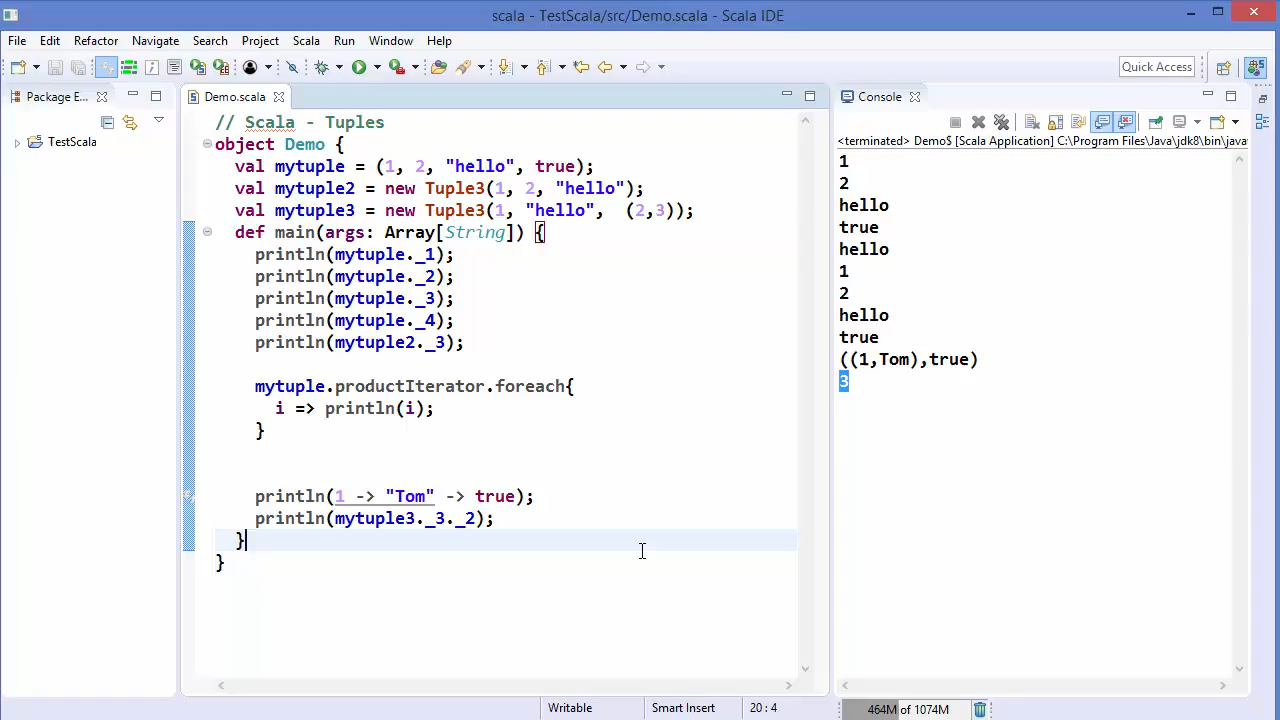 scala - TestScala/src/Demo.scala - Scala IDE
File Edit Refactor Navigate Search Project Scala Run Window Help
Quick Access
Package E...
TestScala
Demo.scala
// Scala - Tuples
object Demo {
val mytuple = (1, 2, "hello", true);
val mytuple2 = new Tuple3(1, 2, "hello");
val mytuple3 = new Tuple3(1, "hello", (2,3));
def main(args: Array[String]) {
println(mytuple._1);
println(mytuple._2);
println(mytuple._3);
println(mytuple._4);
println(mytuple2._3);
mytuple.productIterator.foreach{
i => println(i);
}
println(1 -> "Tom" -> true);
println(mytuple3._3._2);
}
}
Console
<terminated> Demo$ [Scala Application] C:\Program Files\Java\jdk8\bin\java
1
2
hello
true
hello
1
2
hello
true
((1,Tom),true)
3
Writable Smart Insert 20 : 4 464M of 1074M